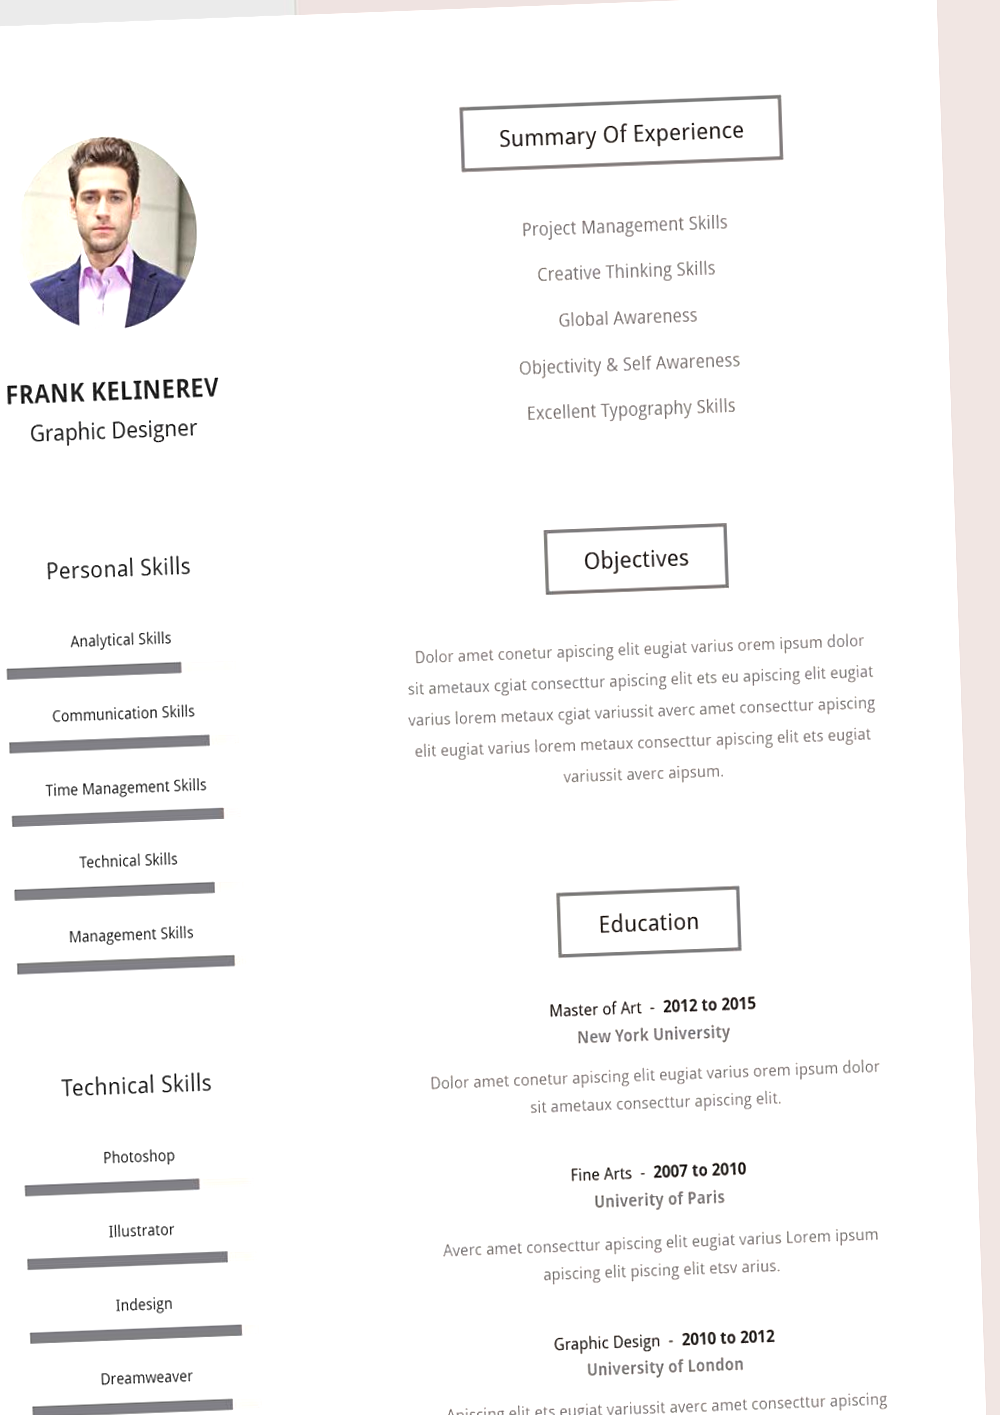 FRANK KELINEREV
Graphic Designer
Personal Skills
Analytical Skills
Communication Skills
Time Management Skills
Technical Skills
Management Skills
Technical Skills
Photoshop
Illustrator
Indesign
Dreamweaver
Summary Of Experience
Project Management Skills
Creative Thinking Skills
Global Awareness
Objectivity & Self Awareness
Excellent Typography Skills
Objectives
Dolor amet conetur apiscing elit eugiat varius orem ipsum dolor
sit ametaux cgiat consecttur apiscing elit ets eu apiscing elit eugiat
varius lorem metaux cgiat variussit averc amet consecttur apiscing
elit eugiat varius lorem metaux consecttur apiscing elit ets eugiat
variussit averc aipsum.
Education
Master of Art - 2012 to 2015
New York University
Dolor amet conetur apiscing elit eugiat varius orem ipsum dolor
sit ametaux consecttur apiscing elit.
Fine Arts - 2007 to 2010
Univerity of Paris
Averc amet consecttur apiscing elit eugiat varius Lorem ipsum
apiscing elit piscing elit etsv arius.
Graphic Design - 2010 to 2012
University of London
Apiscing elit ets eugiat variussit averc amet consecttur apiscing